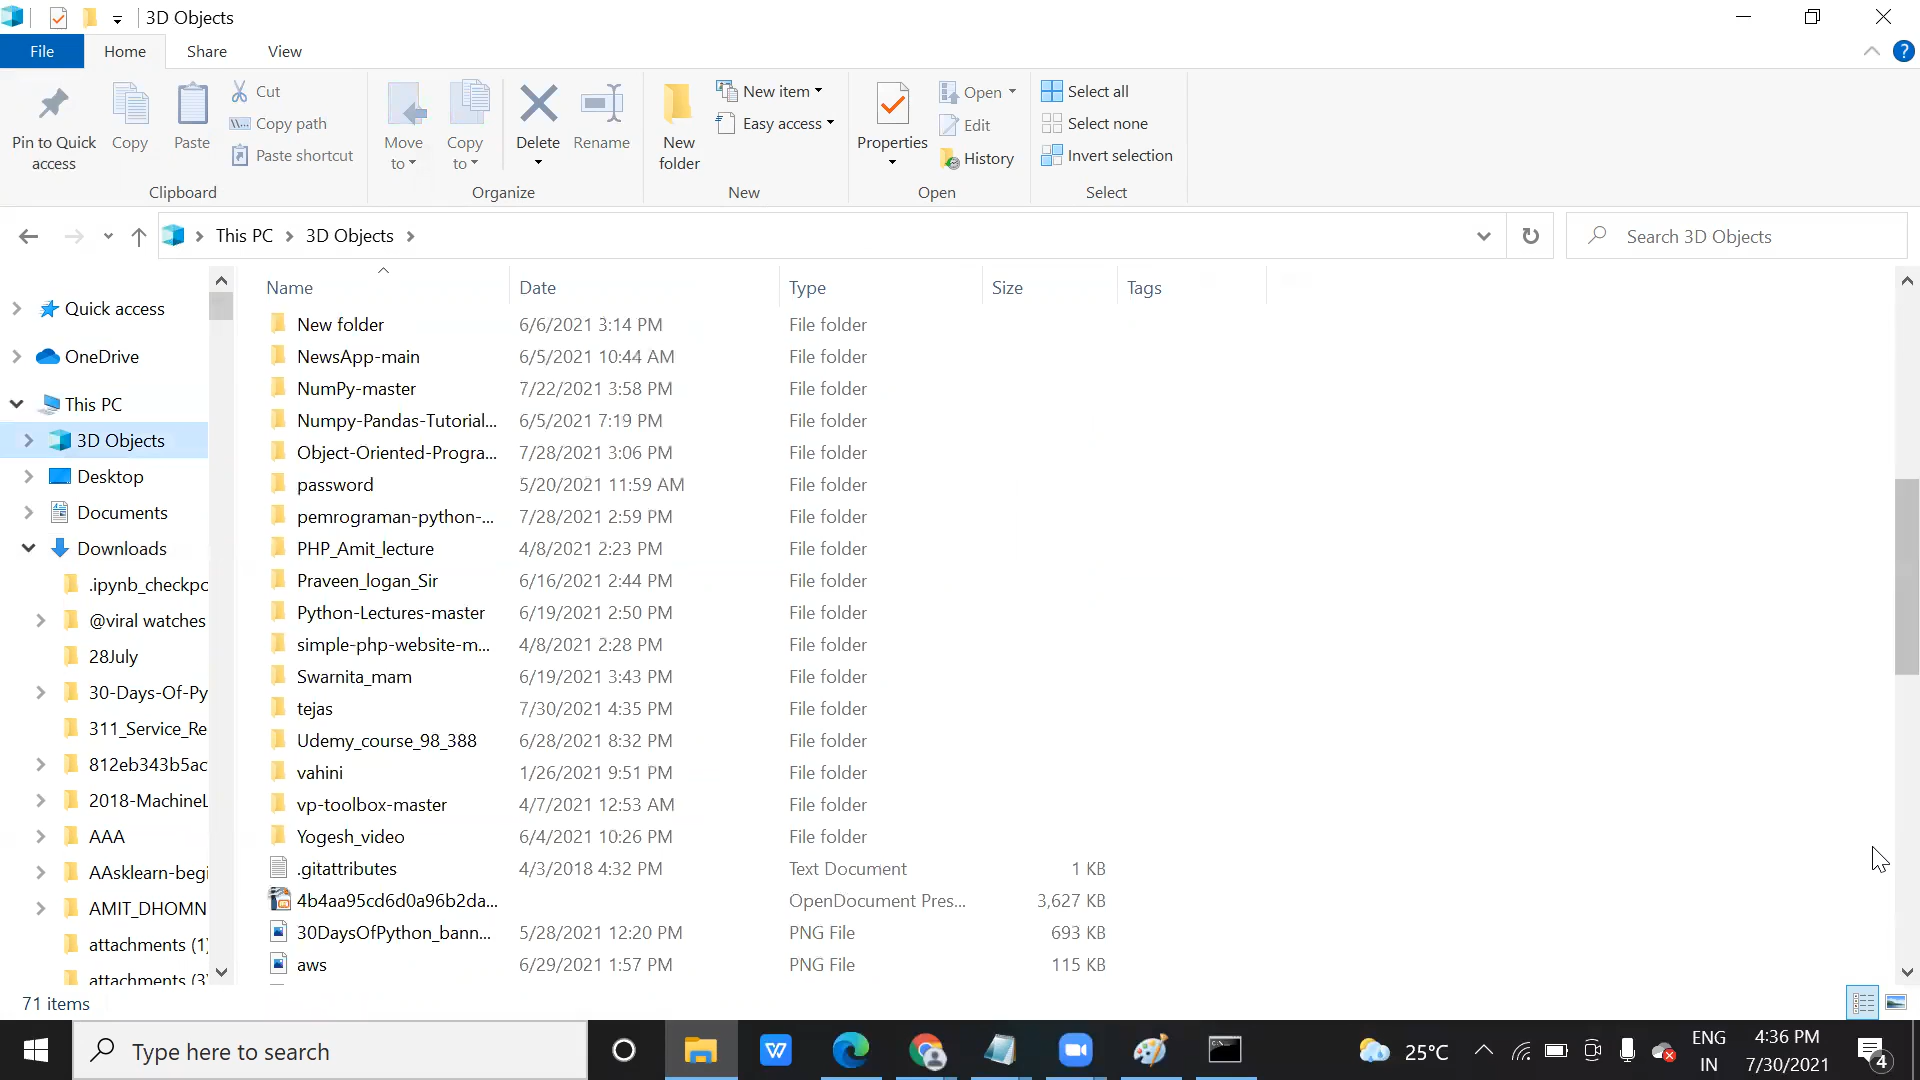 3D Objects
File Home Share View
Pin to Quick access
Copy
Paste
Cut
Copy path
Paste shortcut
Clipboard
Move to
Copy to
Delete
Rename
Organize
New folder
New item
Easy access
New
Properties
Open
Edit
History
Open
Select all
Select none
Invert selection
Select
This PC 3D Objects
Search 3D Objects
Quick access
OneDrive
This PC
3D Objects
Desktop
Documents
Downloads
.ipynb_checkpo
@viral watches
28July
30-Days-Of-Py
311_Service_Re
812eb343b5ac
2018-MachineL
AAA
AAsklearn-begi
AMIT_DHOMN
attachments (1)
attachments (3)
Name Date Type Size Tags
New folder 6/6/2021 3:14 PM File folder
NewsApp-main 6/5/2021 10:44 AM File folder
NumPy-master 7/22/2021 3:58 PM File folder
Numpy-Pandas-Tutorial... 6/5/2021 7:19 PM File folder
Object-Oriented-Progra... 7/28/2021 3:06 PM File folder
password 5/20/2021 11:59 AM File folder
pemrograman-python-... 7/28/2021 2:59 PM File folder
PHP_Amit_lecture 4/8/2021 2:23 PM File folder
Praveen_logan_Sir 6/16/2021 2:44 PM File folder
Python-Lectures-master 6/19/2021 2:50 PM File folder
simple-php-website-m... 4/8/2021 2:28 PM File folder
Swarnita_mam 6/19/2021 3:43 PM File folder
tejas 7/30/2021 4:35 PM File folder
Udemy_course_98_388 6/28/2021 8:32 PM File folder
vahini 1/26/2021 9:51 PM File folder
vp-toolbox-master 4/7/2021 12:53 AM File folder
Yogesh_video 6/4/2021 10:26 PM File folder
.gitattributes 4/3/2018 4:32 PM Text Document 1 KB
4b4aa95cd6d0a96b2da... OpenDocument Pres... 3,627 KB
30DaysOfPython_bann... 5/28/2021 12:20 PM PNG File 693 KB
aws 6/29/2021 1:57 PM PNG File 115 KB
71 items
Type here to search
25°C
ENG
IN
4:36 PM
7/30/2021
4